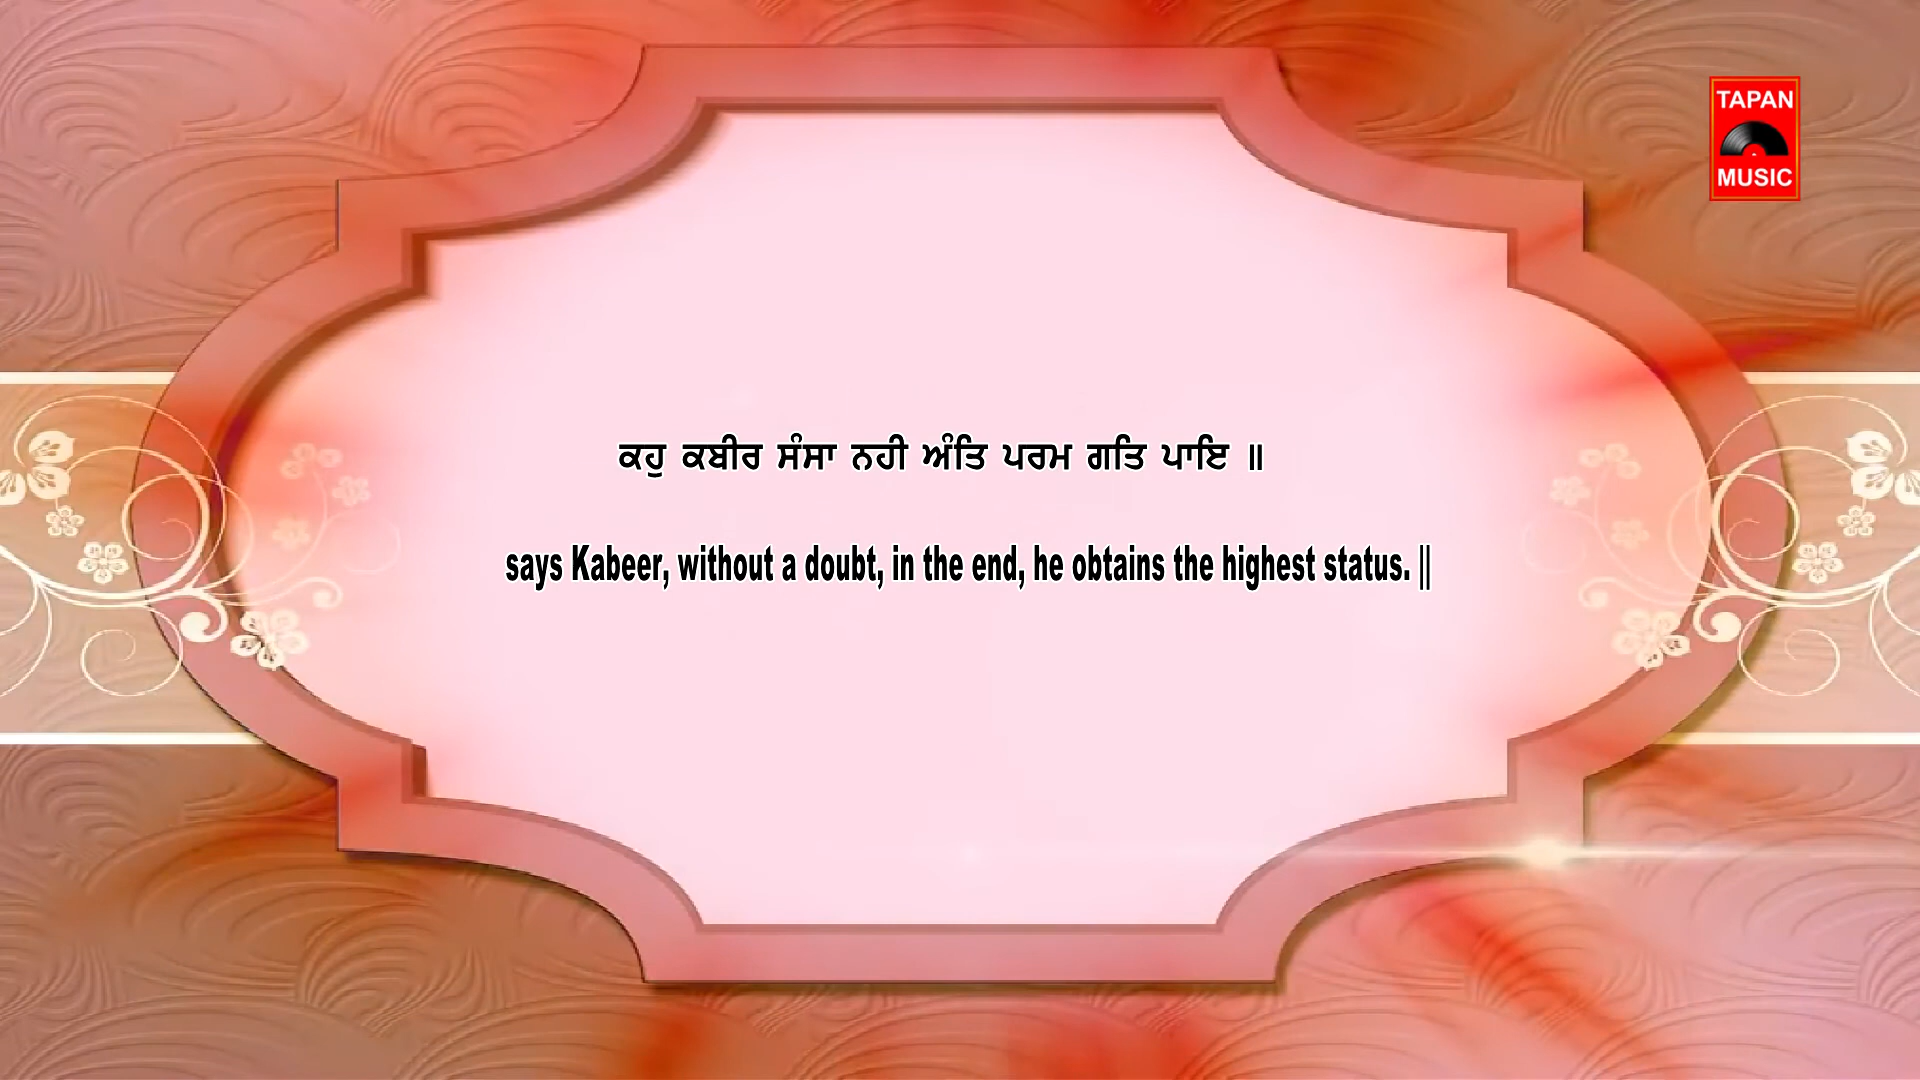 TAPAN
MUSIC
ਕਹੁ ਕਬੀਰ ਸੰਸਾ ਨਹੀ ਅੰਤਿ ਪਰਮ ਗਤਿ ਪਾਇ ॥
says Kabeer, without a doubt, in the end, he obtains the highest status. ||